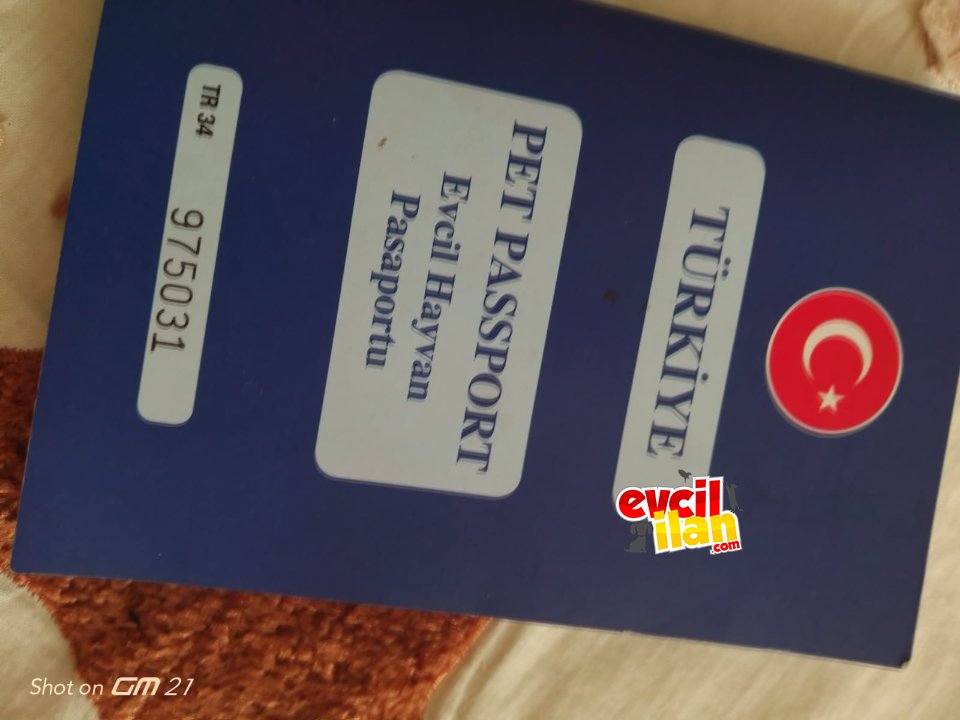 TÜRKİYE
PET PASSPORT
Evcil Hayvan
Pasaportu
TR 34 975031
evcil
ilan
.com
Shot on GM 21